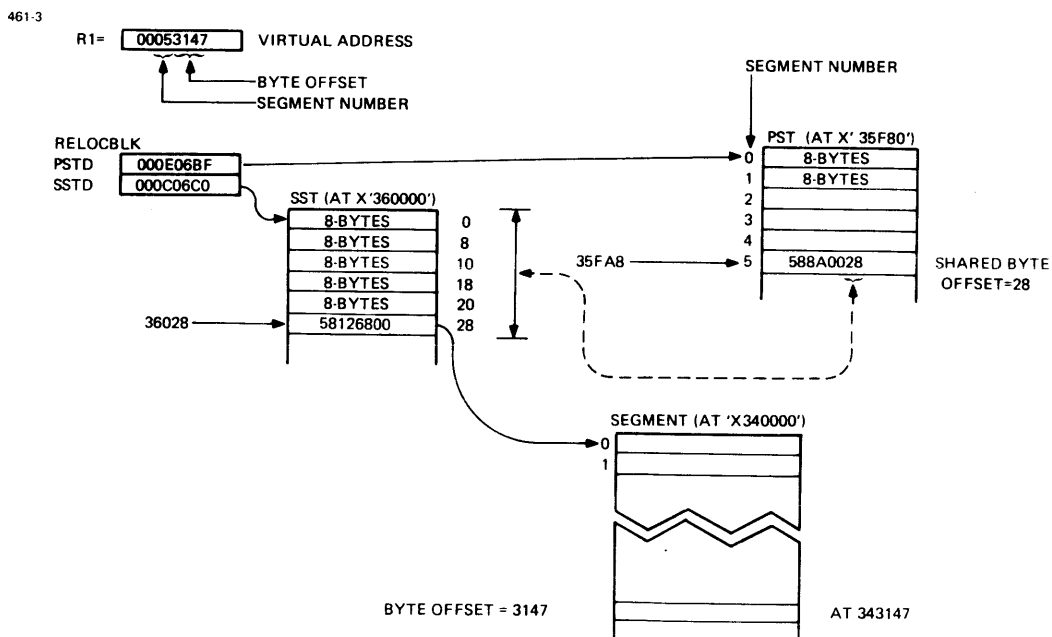 461-3
R1= 00053147 VIRTUAL ADDRESS
BYTE OFFSET
SEGMENT NUMBER
SEGMENT NUMBER
RELOCBLK
PSTD 000E06BF
SSTD 000C06C0
PST (AT X' 35F80')
0 8-BYTES
1 8-BYTES
2
3
4
35FA8 5 588A0028 SHARED BYTE
OFFSET=28
SST (AT X'360000')
8-BYTES 0
8-BYTES 8
8-BYTES 10
8-BYTES 18
8-BYTES 20
36028 58126800 28
SEGMENT (AT 'X340000')
0
1
BYTE OFFSET = 3147 AT 343147